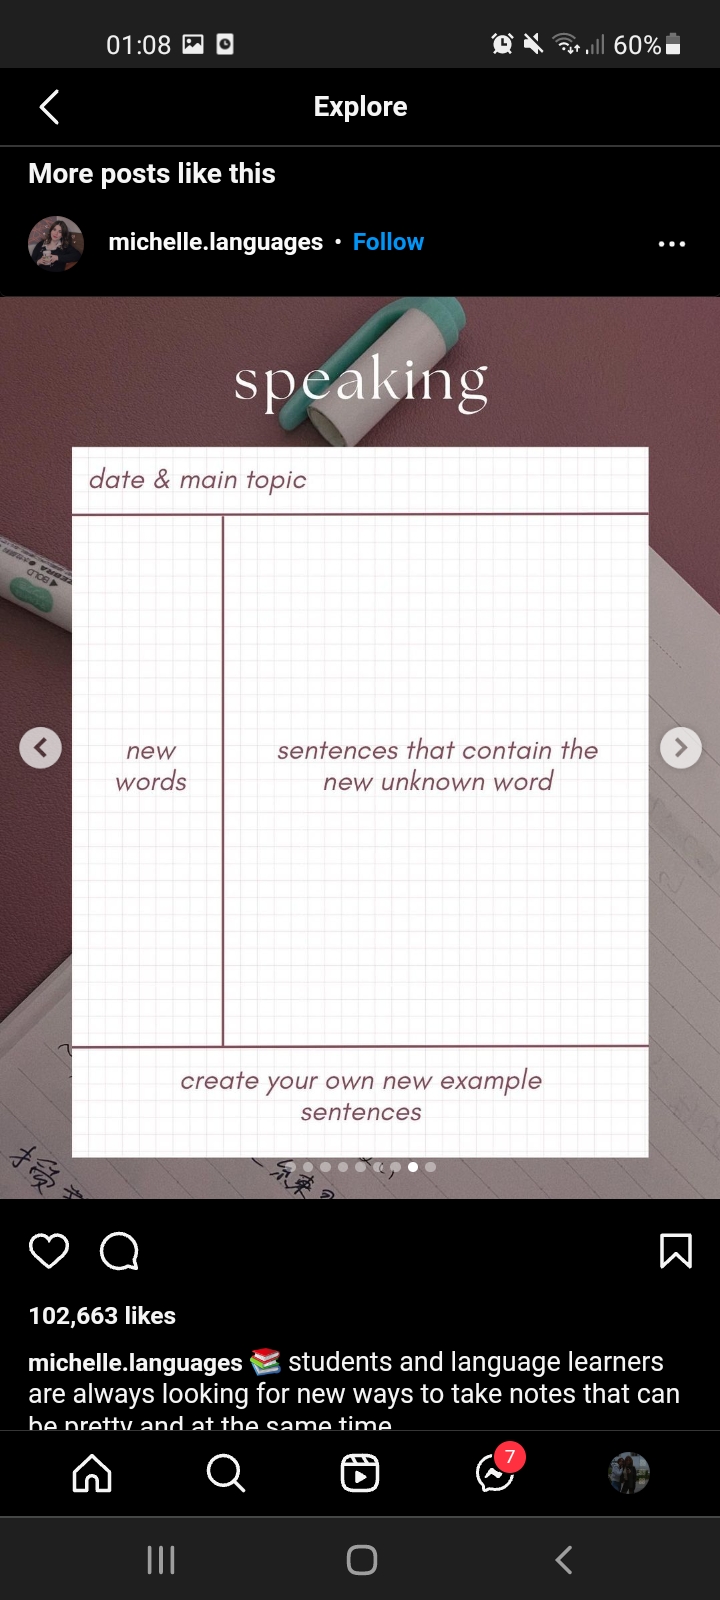 01:08
60%
Explore
More posts like this
michelle.languages • Follow
speaking
date & main topic
BOLD
ZEBRA
new
words
sentences that contain the
new unknown word
create your own new example
sentences
102,663 likes
michelle.languages 📚 students and language learners
are always looking for new ways to take notes that can
be pretty and at the same time
7